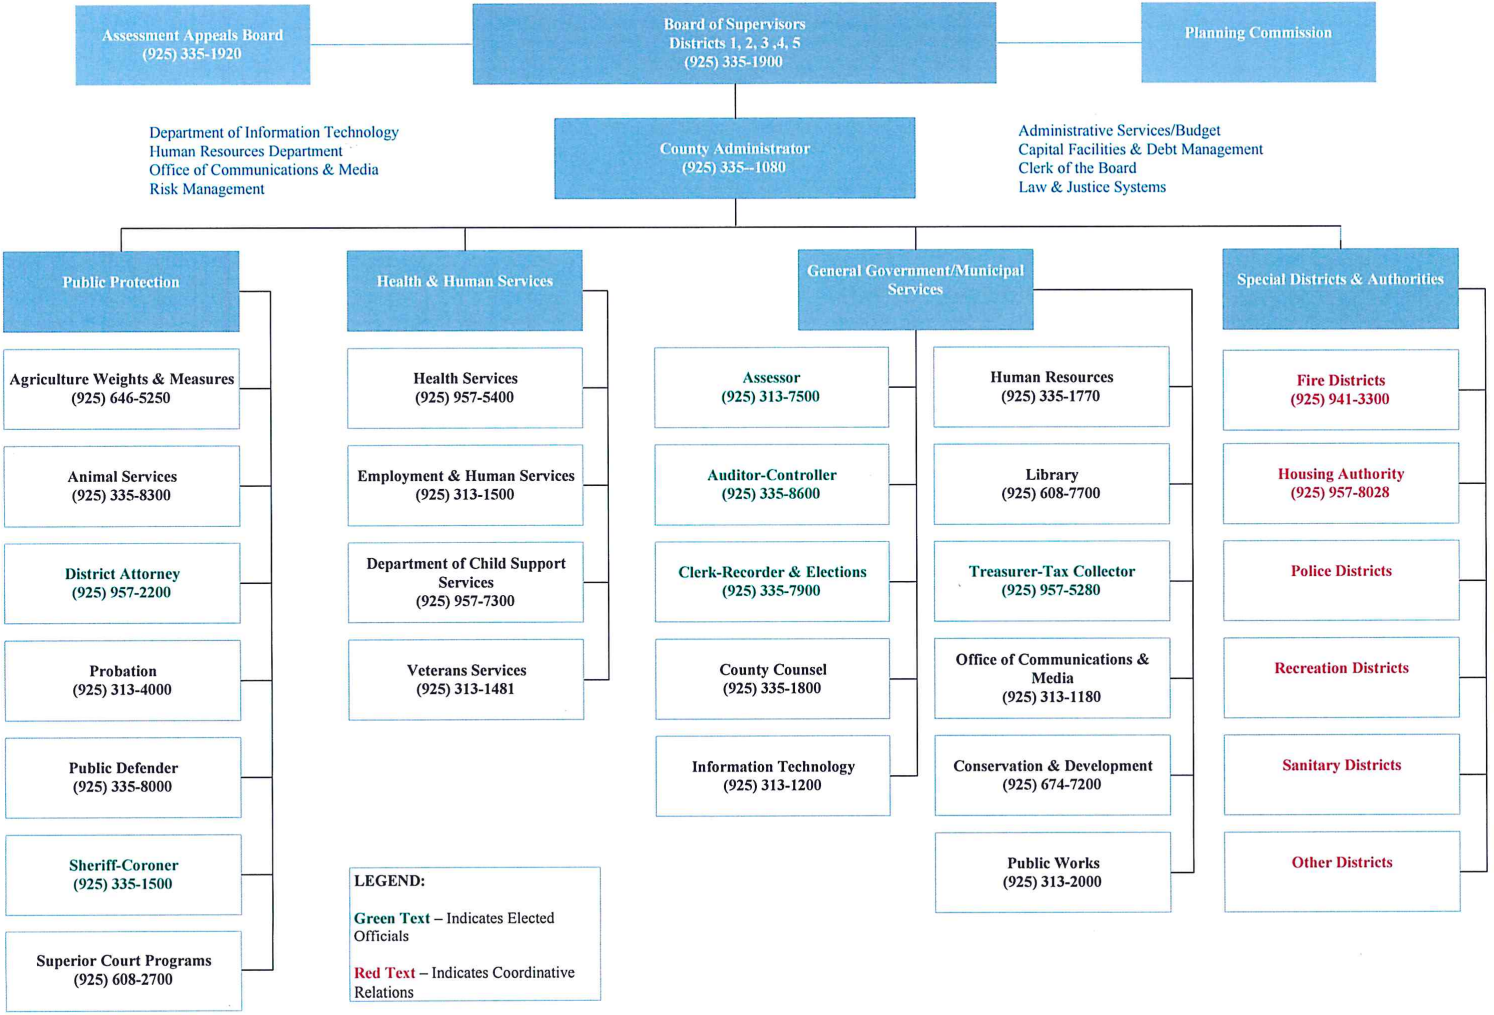 Assessment Appeals Board
(925) 335-1920
Board of Supervisors
Districts 1, 2, 3 ,4, 5
(925) 335-1900
Planning Commission
Department of Information Technology
Human Resources Department
Office of Communications & Media
Risk Management
County Administrator
(925) 335--1080
Administrative Services/Budget
Capital Facilities & Debt Management
Clerk of the Board
Law & Justice Systems
Public Protection
Agriculture Weights & Measures
(925) 646-5250
Animal Services
(925) 335-8300
District Attorney
(925) 957-2200
Probation
(925) 313-4000
Public Defender
(925) 335-8000
Sheriff-Coroner
(925) 335-1500
Superior Court Programs
(925) 608-2700
Health & Human Services
Health Services
(925) 957-5400
Employment & Human Services
(925) 313-1500
Department of Child Support
Services
(925) 957-7300
Veterans Services
(925) 313-1481
General Government/Municipal
Services
Assessor
(925) 313-7500
Auditor-Controller
(925) 335-8600
Clerk-Recorder & Elections
(925) 335-7900
County Counsel
(925) 335-1800
Information Technology
(925) 313-1200
Human Resources
(925) 335-1770
Library
(925) 608-7700
Treasurer-Tax Collector
(925) 957-5280
Office of Communications &
Media
(925) 313-1180
Conservation & Development
(925) 674-7200
Public Works
(925) 313-2000
Special Districts & Authorities
Fire Districts
(925) 941-3300
Housing Authority
(925) 957-8028
Police Districts
Recreation Districts
Sanitary Districts
Other Districts
LEGEND:
Green Text – Indicates Elected
Officials
Red Text – Indicates Coordinative
Relations